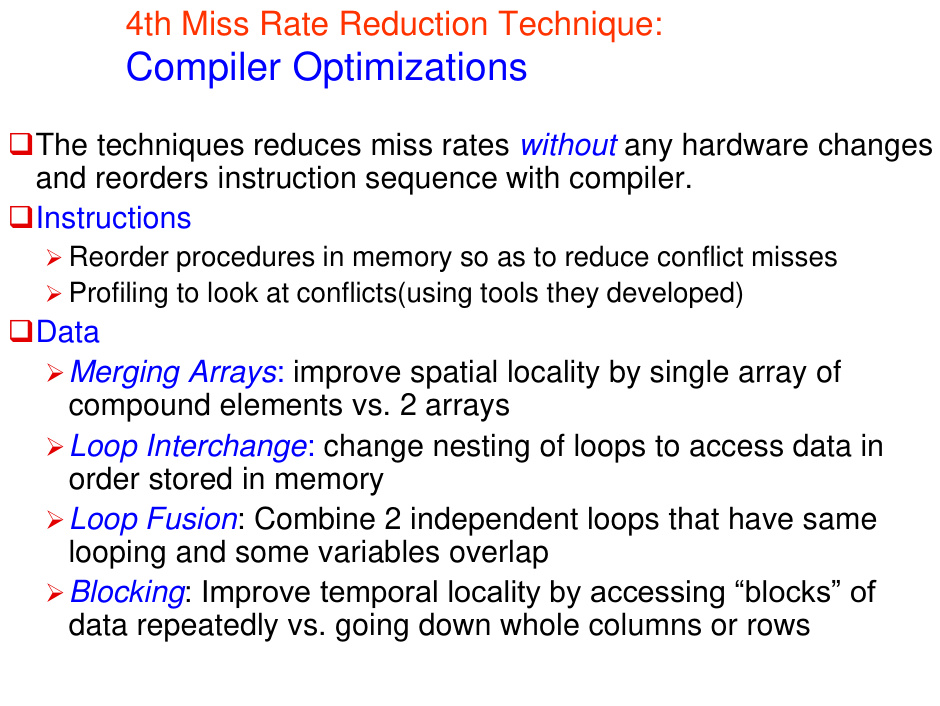 4th Miss Rate Reduction Technique:
Compiler Optimizations
The techniques reduces miss rates without any hardware changes
and reorders instruction sequence with compiler.
Instructions
Reorder procedures in memory so as to reduce conflict misses
Profiling to look at conflicts(using tools they developed)
Data
Merging Arrays: improve spatial locality by single array of
compound elements vs. 2 arrays
Loop Interchange: change nesting of loops to access data in
order stored in memory
Loop Fusion: Combine 2 independent loops that have same
looping and some variables overlap
Blocking: Improve temporal locality by accessing “blocks” of
data repeatedly vs. going down whole columns or rows